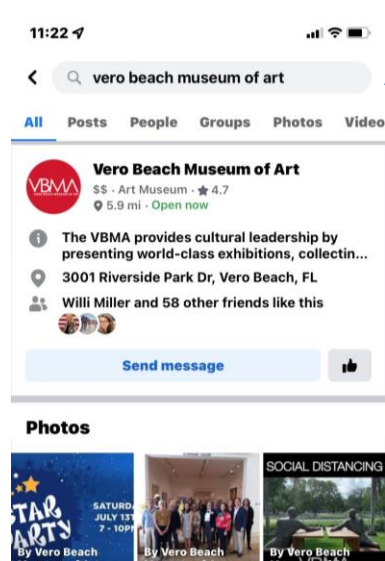 11:22
vero beach museum of art
All Posts People Groups Photos Video
VBMA
Vero Beach Museum of Art
$$ · Art Museum · ★ 4.7
5.9 mi · Open now
The VBMA provides cultural leadership by
presenting world-class exhibitions, collectin...
3001 Riverside Park Dr, Vero Beach, FL
Willi Miller and 58 other friends like this
Send message
Photos
STAR
PARTY
SATURD
JULY 13T
7 - 10P
By Vero Beach
By Vero Beach
SOCIAL DISTANCING
By Vero Beach